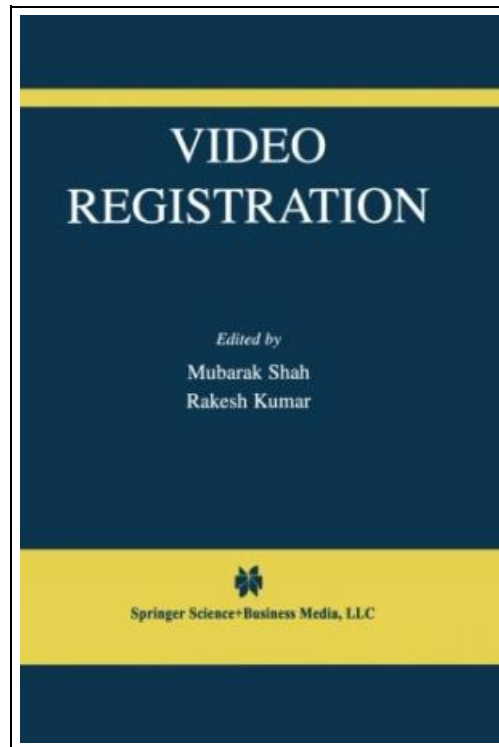 VIDEO
REGISTRATION
Edited by
Mubarak Shah
Rakesh Kumar
Springer Science+Business Media, LLC